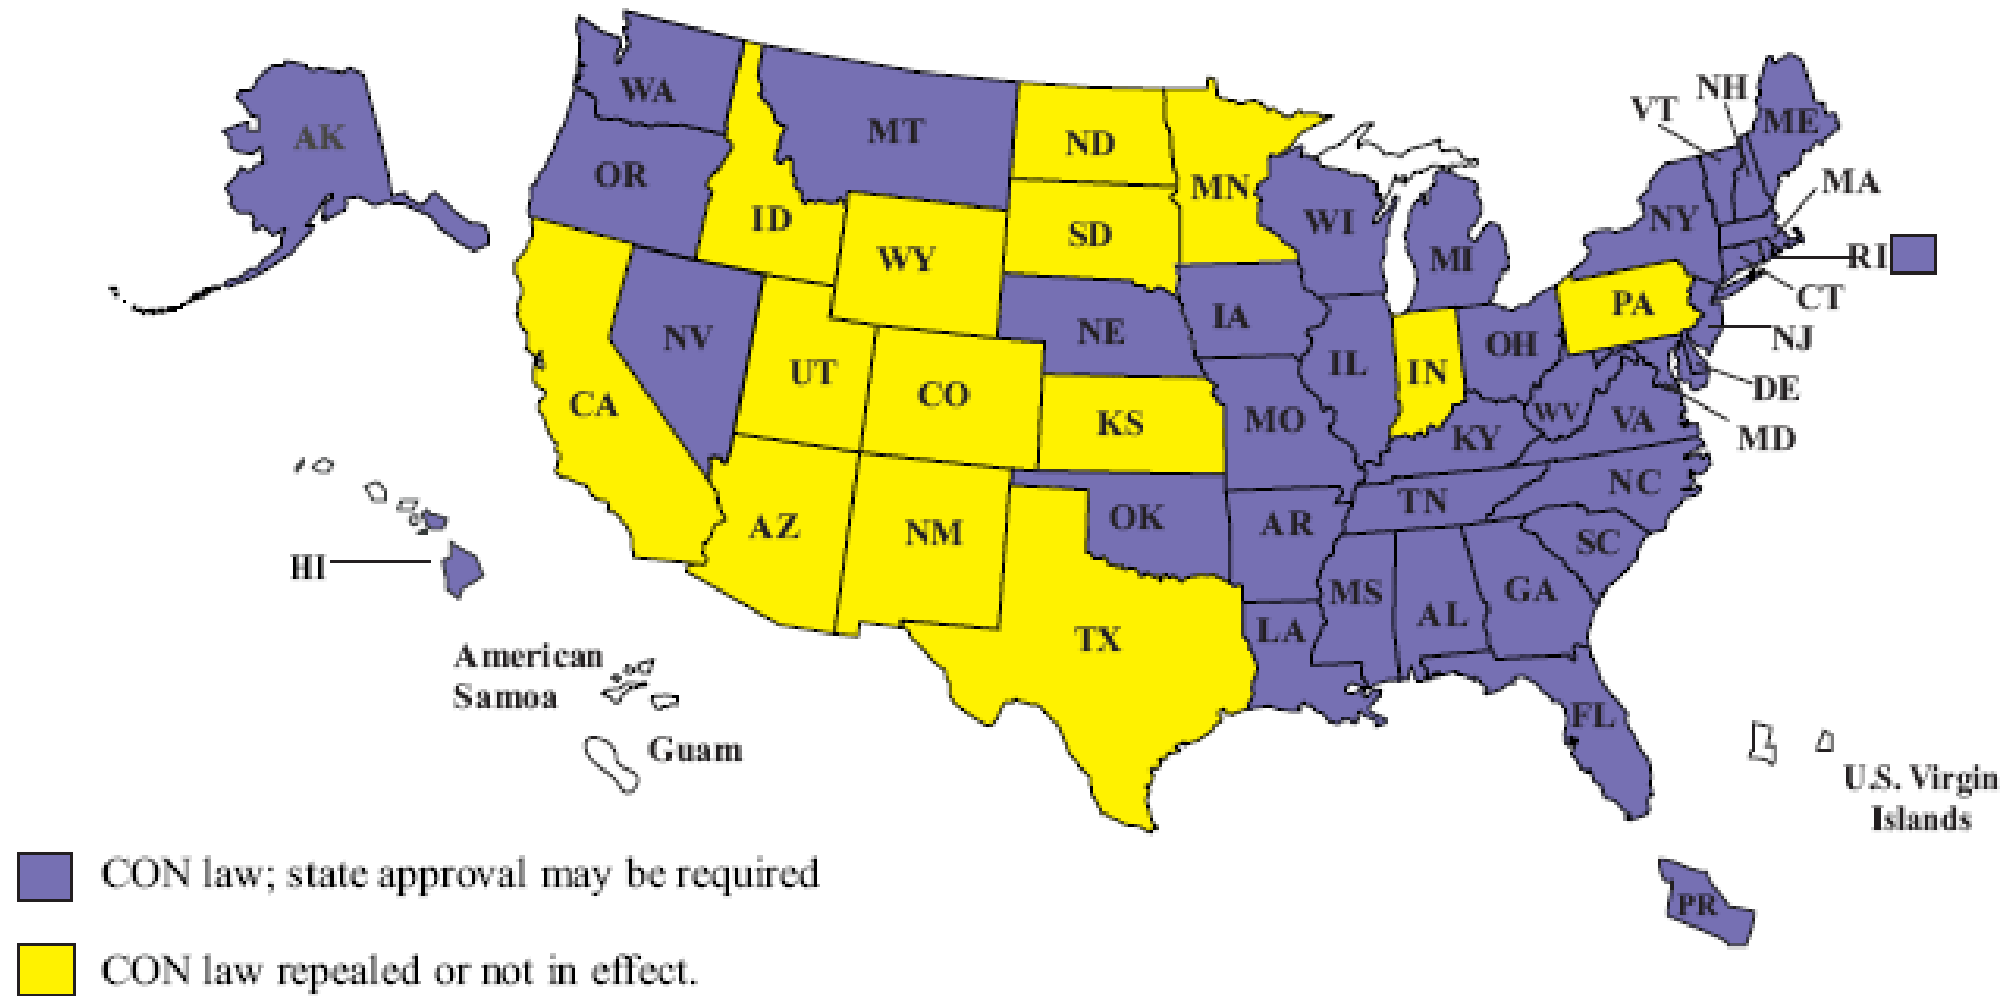 WA
AK
MT
OR
ID
WY
ND
SD
MN
WI
MI
NY
VT
NH
ME
MA
RI
CT
NJ
PA
DE
MD
NV
UT
CO
CA
NE
IA
IL
IN
OH
KS
MO
KY
WV
VA
NC
TN
SC
AZ
NM
OK
AR
MS
AL
GA
LA
TX
FL
HI
American
Samoa
Guam
U.S. Virgin
Islands
PR
CON law; state approval may be required
CON law repealed or not in effect.